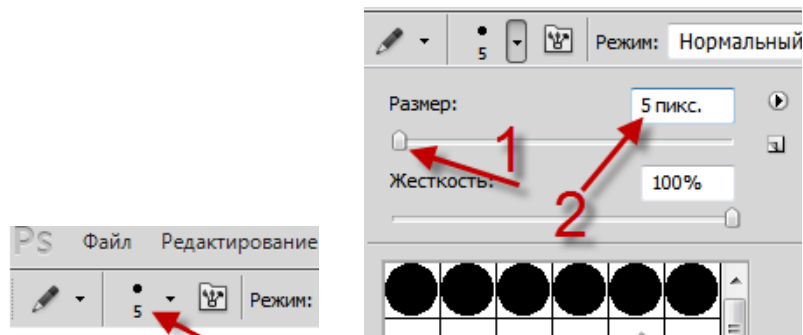 Ps Файл Редактирование
5 Режим:
5 Режим: Нормальный
Размер: 5 пикс.
1
Жесткость: 100%
2